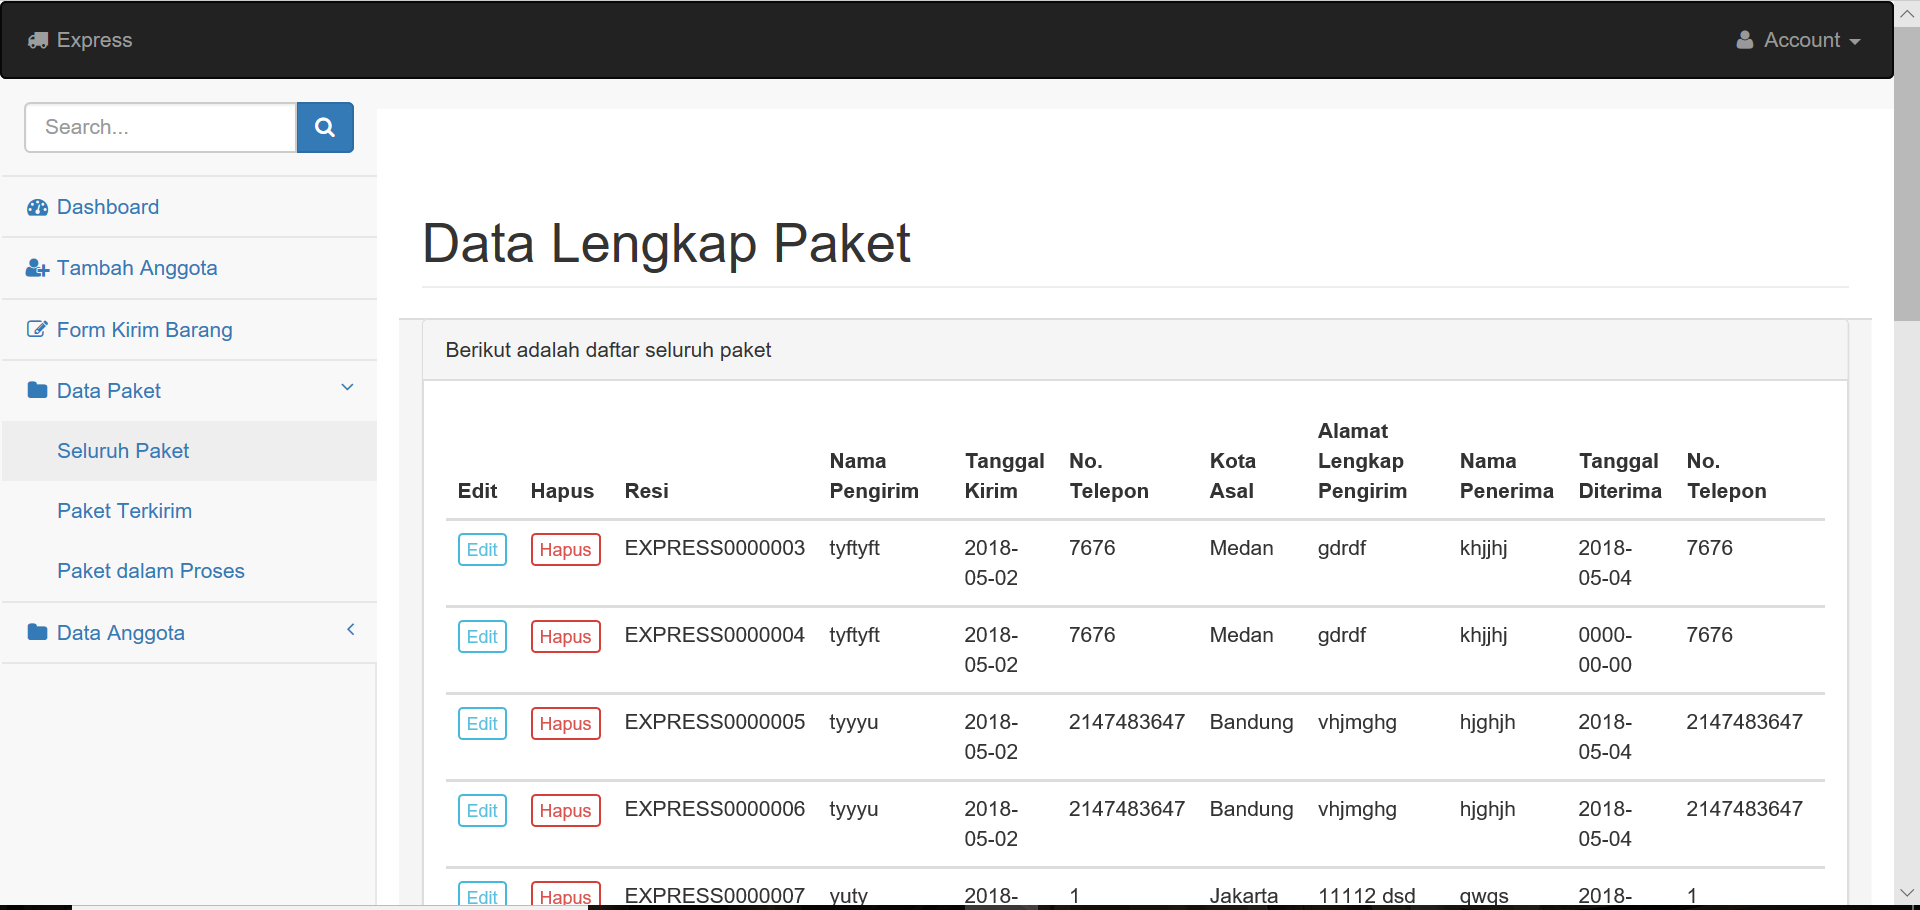 Express
Account
Search...
Dashboard
Tambah Anggota
Form Kirim Barang
Data Paket
Seluruh Paket
Paket Terkirim
Paket dalam Proses
Data Anggota
Data Lengkap Paket
Berikut adalah daftar seluruh paket
Edit Hapus Resi Nama Pengirim Tanggal Kirim No. Telepon Kota Asal Alamat Lengkap Pengirim Nama Penerima Tanggal Diterima No. Telepon
Edit Hapus EXPRESS0000003 tyftyft 2018-05-02 7676 Medan gdrdf khjjhj 2018-05-04 7676
Edit Hapus EXPRESS0000004 tyftyft 2018-05-02 7676 Medan gdrdf khjjhj 0000-00-00 7676
Edit Hapus EXPRESS0000005 tyyyu 2018-05-02 2147483647 Bandung vhjmghg hjghjh 2018-05-04 2147483647
Edit Hapus EXPRESS0000006 tyyyu 2018-05-02 2147483647 Bandung vhjmghg hjghjh 2018-05-04 2147483647
Edit Hapus EXPRESS0000007 yuty 2018- 1 Jakarta 11112 dsd qwqs 2018- 1